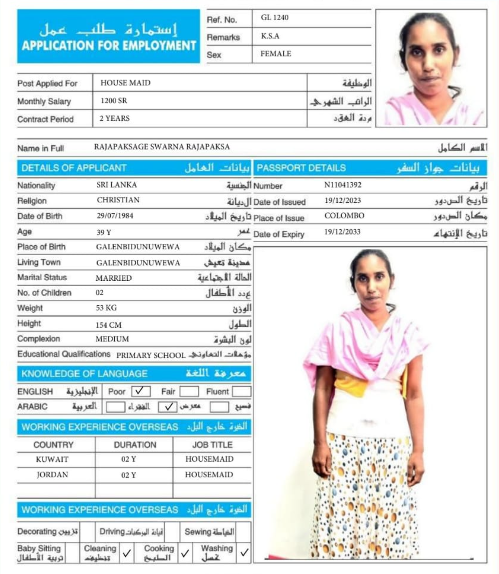 إستمارة طلب عمل
APPLICATION FOR EMPLOYMENT
Ref. No. GL 1240
Remarks K.S.A
Sex FEMALE
Post Applied For HOUSE MAID الوظيفة
Monthly Salary 1200 SR الراتب الشهري
Contract Period 2 YEARS مدة العقد
Name in Full RAJAPAKSAGE SWARNA RAJAPAKSA الاسم الكامل
DETAILS OF APPLICANT بيانات العامل
PASSPORT DETAILS بيانات جواز السفر
Nationality SRI LANKA الجنسية
Number N11041392 الرقم
Religion CHRISTIAN الديانة
Date of Issued 19/12/2023 تاريخ الصدور
Date of Birth 29/07/1984 تاريخ الميلاد
Place of Issue COLOMBO مكان الصدور
Age 39 Y عمر
Date of Expiry 19/12/2033 تاريخ الإنتهاء
Place of Birth GALENBIDUNUWEWA مكان الميلاد
Living Town GALENBIDUNUWEWA مدينة تعيش
Marital Status MARRIED الحالة الاجتماعية
No. of Children 02 عدد الأطفال
Weight 53 KG الوزن
Height 154 CM الطول
Complexion MEDIUM لون البشرة
Educational Qualifications PRIMARY SCHOOL مؤهلات
KNOWLEDGE OF LANGUAGE معرفة اللغة
ENGLISH الإنجليزية Poor ✓ Fair Fluent
ARABIC العربية ✓ فصيح
WORKING EXPERIENCE OVERSEAS الخبرة خارج البلد
COUNTRY DURATION JOB TITLE
KUWAIT 02 Y HOUSEMAID
JORDAN 02 Y HOUSEMAID
WORKING EXPERIENCE OVERSEAS الخبرة خارج البلد
Decorating تزيين Driving قيادة المركبات Sewing الخياطة
Baby Sitting تربية الأطفال Cleaning تنظيف ✓ Cooking الطبخ ✓ Washing غسل ✓